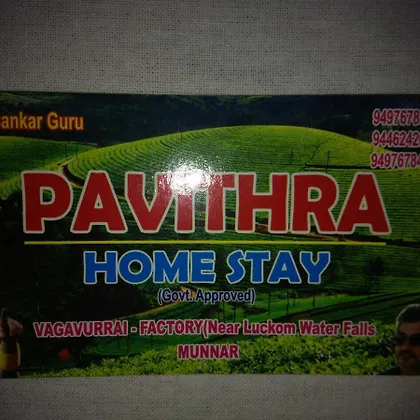 ankar Guru
9497678
9446242
9497678
PAVITHRA
HOME STAY
(Govt. Approved)
VAGAVURRAI - FACTORY(Near Luckom Water Falls
MUNNAR